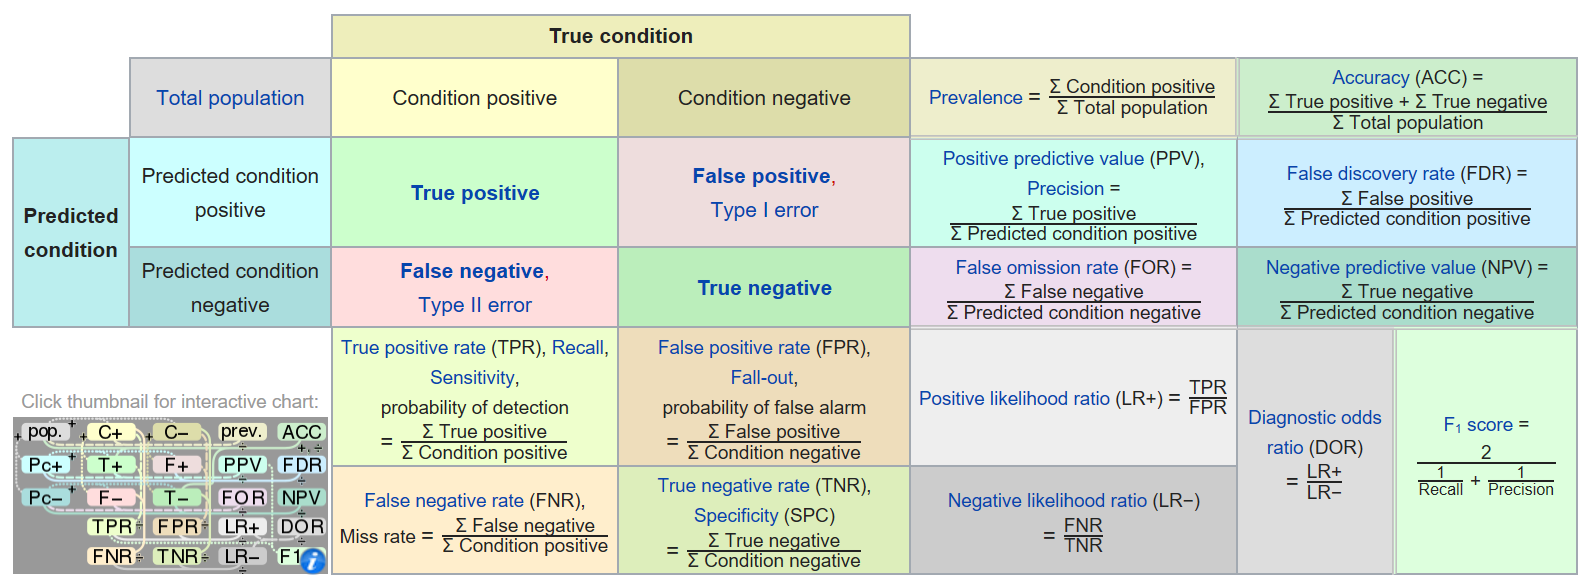 True condition
Total population
Condition positive
Condition negative
Prevalence = Σ Condition positive
Σ Total population
Accuracy (ACC) =
Σ True positive + Σ True negative
Σ Total population
Predicted
condition
Predicted condition
positive
True positive
False positive,
Type I error
Positive predictive value (PPV),
Precision =
Σ True positive
Σ Predicted condition positive
False discovery rate (FDR) =
Σ False positive
Σ Predicted condition positive
Predicted condition
negative
False negative,
Type II error
True negative
False omission rate (FOR) =
Σ False negative
Σ Predicted condition negative
Negative predictive value (NPV) =
Σ True negative
Σ Predicted condition negative
True positive rate (TPR), Recall,
Sensitivity,
probability of detection
= Σ True positive
Σ Condition positive
False positive rate (FPR),
Fall-out,
probability of false alarm
= Σ False positive
Σ Condition negative
Positive likelihood ratio (LR+) = TPR
FPR
Diagnostic odds
ratio (DOR)
= LR+
LR−
F₁ score =
2
1
Recall
+
1
Precision
False negative rate (FNR),
Miss rate = Σ False negative
Σ Condition positive
True negative rate (TNR),
Specificity (SPC)
= Σ True negative
Σ Condition negative
Negative likelihood ratio (LR−)
= FNR
TNR
Click thumbnail for interactive chart:
pop. C+ C− prev. ACC
Pc+ T+ F+ PPV FDR
Pc− F− T− FOR NPV
TPR FPR LR+ DOR
FNR TNR LR− F1
i